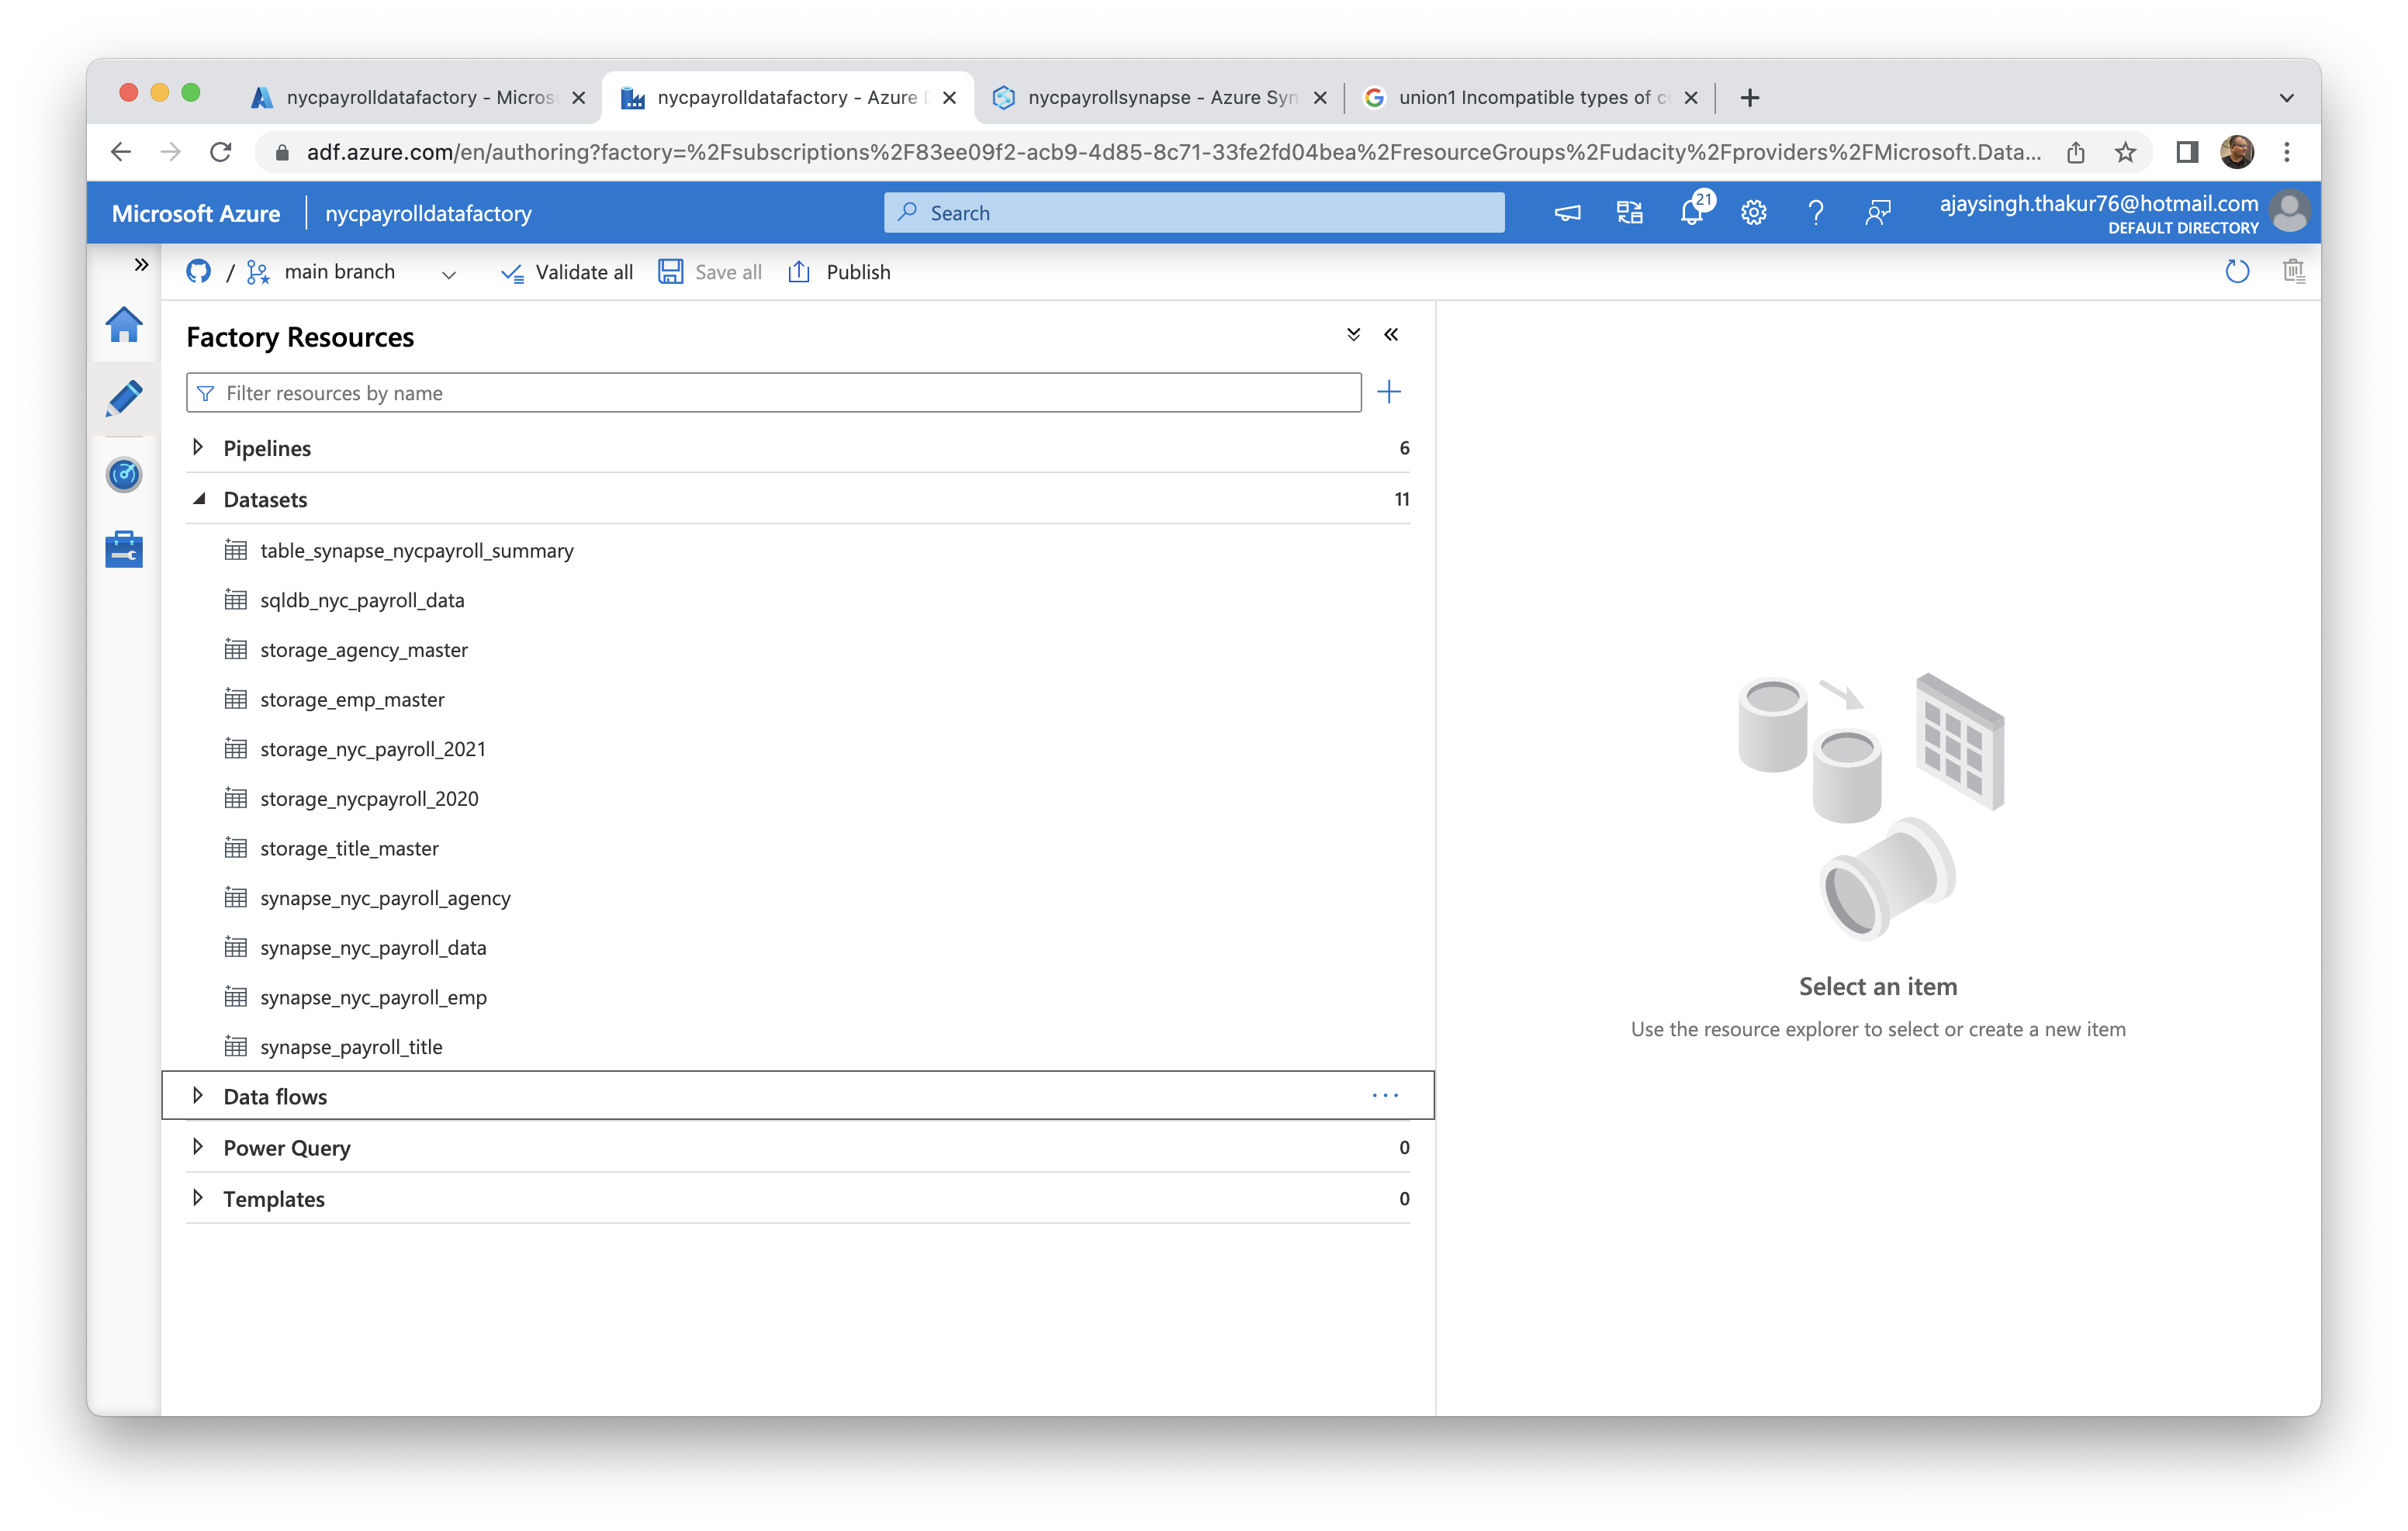 nycpayrolldatafactory - Micros
nycpayrolldatafactory - Azure D
nycpayrollsynapse - Azure Syn
union1 Incompatible types of c
adf.azure.com/en/authoring?factory=%2Fsubscriptions%2F83ee09f2-acb9-4d85-8c71-33fe2fd04bea%2FresourceGroups%2Fudacity%2Fproviders%2FMicrosoft.Data...
Microsoft Azure
nycpayrolldatafactory
Search
21
ajaysingh.thakur76@hotmail.com
DEFAULT DIRECTORY
/ main branch
Validate all
Save all
Publish
Factory Resources
Filter resources by name
Pipelines 6
Datasets 11
table_synapse_nycpayroll_summary
sqldb_nyc_payroll_data
storage_agency_master
storage_emp_master
storage_nyc_payroll_2021
storage_nycpayroll_2020
storage_title_master
synapse_nyc_payroll_agency
synapse_nyc_payroll_data
synapse_nyc_payroll_emp
synapse_payroll_title
Data flows
Power Query 0
Templates 0
Select an item
Use the resource explorer to select or create a new item